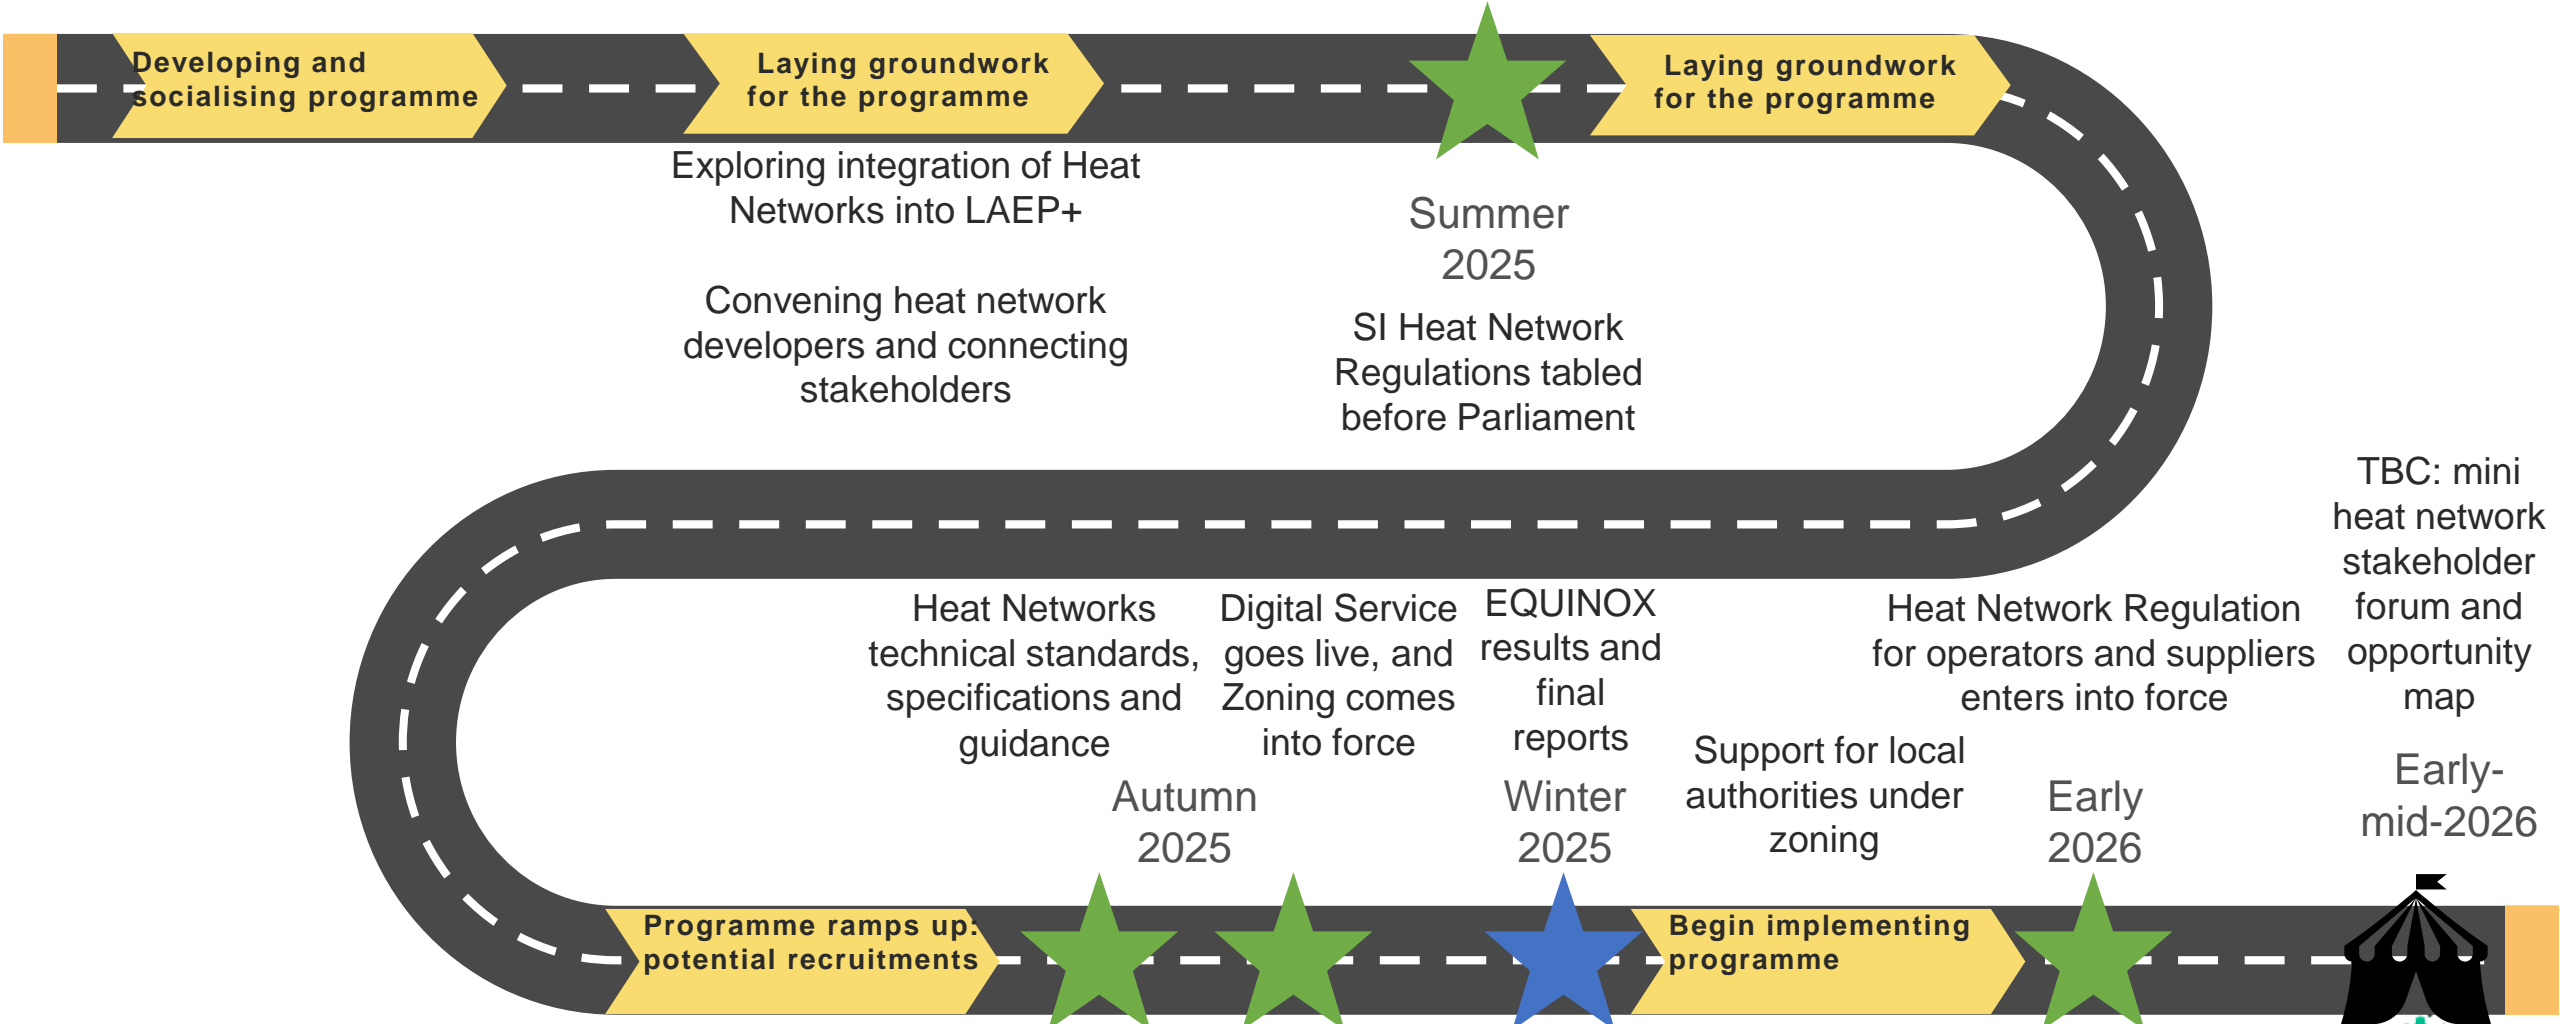 Developing and
socialising programme
Laying groundwork
for the programme
Laying groundwork
for the programme
Exploring integration of Heat
Networks into LAEP+
Convening heat network
developers and connecting
stakeholders
Summer
2025
SI Heat Network
Regulations tabled
before Parliament
Heat Networks
technical standards,
specifications and
guidance
Digital Service
goes live, and
Zoning comes
into force
Autumn
2025
EQUINOX
results and
final
reports
Winter
2025
Support for local
authorities under
zoning
Heat Network Regulation
for operators and suppliers
enters into force
Early
2026
TBC: mini
heat network
stakeholder
forum and
opportunity
map
Early-
mid-2026
Programme ramps up:
potential recruitments
Begin implementing
programme